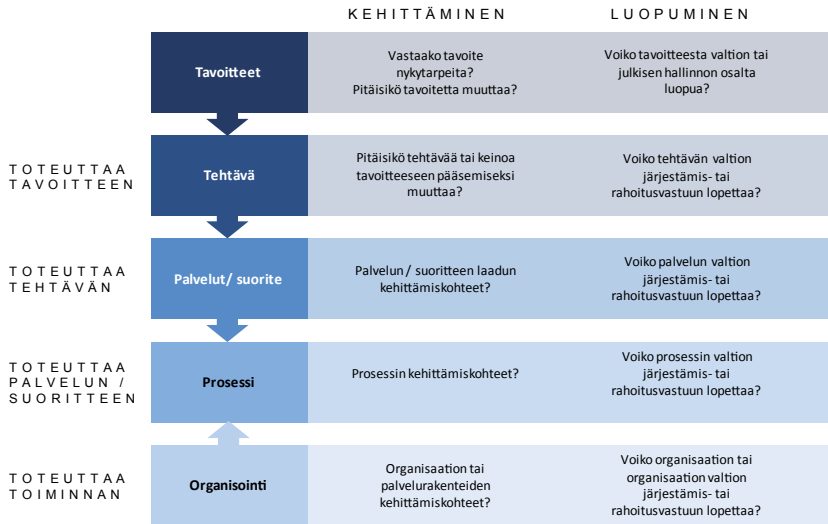 KEHITTÄMINEN
LUOPUMINEN
Tavoitteet
Vastaako tavoite
nykytarpeita?
Pitäisikö tavoitetta muuttaa?
Voiko tavoitteesta valtion tai
julkisen hallinnon osalta
luopua?
TOTEUTTAA
TAVOITTEEN
Tehtävä
Pitäisikö tehtävää tai keinoa
tavoitteeseen pääsemiseksi
muuttaa?
Voiko tehtävän valtion
järjestämis- tai
rahoitusvastuun lopettaa?
TOTEUTTAA
TEHTÄVÄN
Palvelut/ suorite
Palvelun / suoritteen laadun
kehittämiskohteet?
Voiko palvelun valtion
järjestämis- tai
rahoitusvastuun lopettaa?
TOTEUTTAA
PALVELUN /
SUORITTEEN
Prosessi
Prosessin kehittämiskohteet?
Voiko prosessin valtion
järjestämis- tai
rahoitusvastuun lopettaa?
TOTEUTTAA
TOIMINNAN
Organisointi
Organisaation tai
palvelurakenteiden
kehittämiskohteet?
Voiko organisaation tai
organisaation valtion
järjestämis- tai
rahoitusvastuun lopettaa?